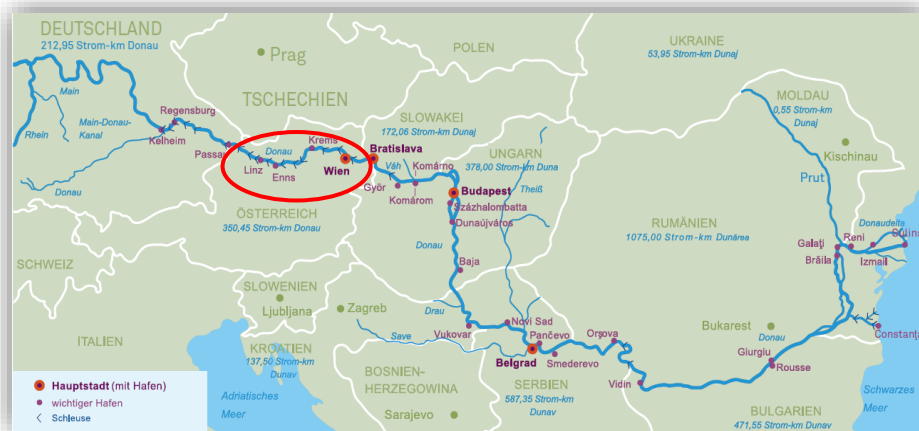 DEUTSCHLAND
212,95 Strom-km Donau
Prag
POLEN
UKRAINE
53,95 Strom-km Dunaj
MOLDAU
0,55 Strom-km
Dunaj
Kischinau
Main
Regensburg
Main-Donau-
Kanal
Rhein
Kelheim
Donau
TSCHECHIEN
SLOWAKEI
172,06 Strom-km Dunaj
UNGARN
378,00 Strom-km Duna
Passau
Donau
Krems
Linz
Enns
Wien
Bratislava
Váh
Komárno
Győr
Komárom
Budapest
Százhalombatta
Dunaújváros
Theiß
Donau
Baja
Prut
ÖSTERREICH
350,45 Strom-km Donau
RUMÄNIEN
1075,00 Strom-km Dunărea
Donaudelta
Sulina
Galați
Reni
Brăila
Izmail
SCHWEIZ
SLOWENIEN
Ljubljana
Zagreb
Drau
Save
Vukovar
Novi Sad
Pančevo
Orşova
Belgrad
Smederevo
Bukarest
Donau
Constanța
Giurgiu
Rousse
Vidin
ITALIEN
KROATIEN
137,50 Strom-km
Dunav
BOSNIEN-
HERZEGOWINA
SERBIEN
587,35 Strom-km
Dunav
Sarajevo
Adriatisches
Meer
Schwarzes
Meer
BULGARIEN
471,55 Strom-km Dunav
Hauptstadt (mit Hafen)
wichtiger Hafen
Schleuse